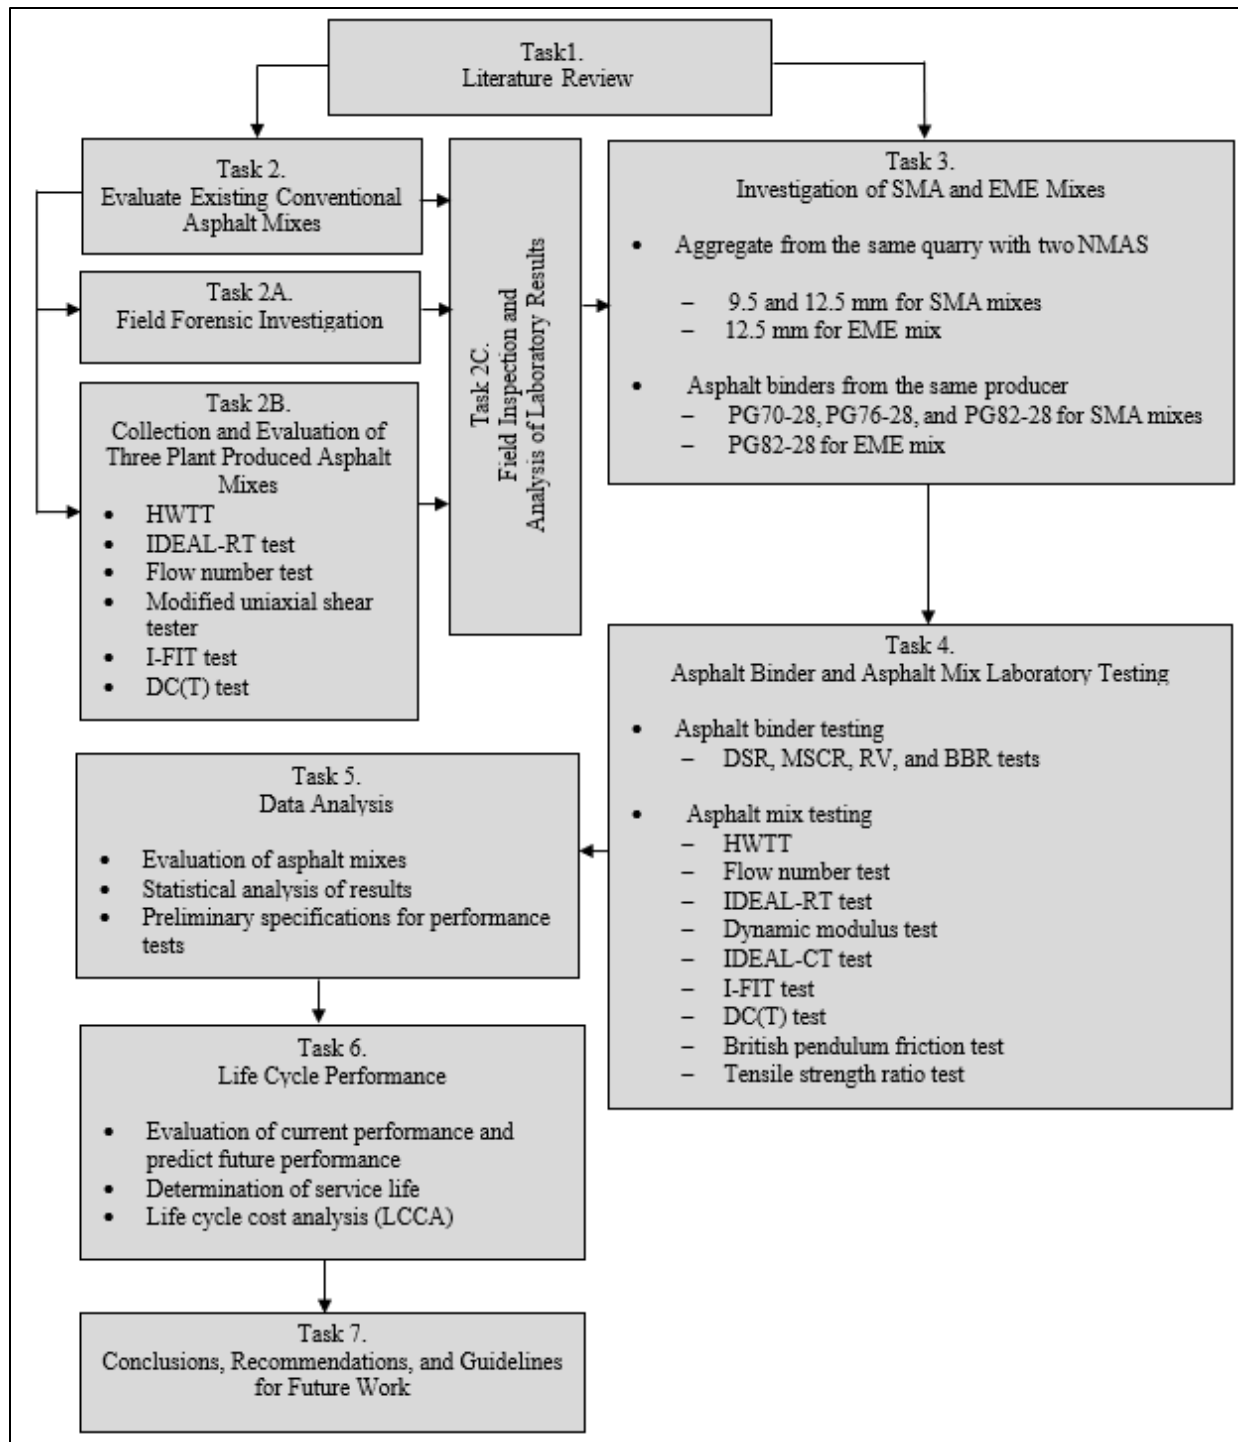 Task1.
Literature Review
Task 2.
Evaluate Existing Conventional
Asphalt Mixes
Task 2A.
Field Forensic Investigation
Task 2B.
Collection and Evaluation of
Three Plant Produced Asphalt
Mixes
• HWTT
• IDEAL-RT test
• Flow number test
• Modified uniaxial shear
tester
• I-FIT test
• DC(T) test
Task 2C.
Field Inspection and
Analysis of Laboratory Results
Task 3.
Investigation of SMA and EME Mixes
• Aggregate from the same quarry with two NMAS
– 9.5 and 12.5 mm for SMA mixes
– 12.5 mm for EME mix
• Asphalt binders from the same producer
– PG70-28, PG76-28, and PG82-28 for SMA mixes
– PG82-28 for EME mix
Task 4.
Asphalt Binder and Asphalt Mix Laboratory Testing
• Asphalt binder testing
– DSR, MSCR, RV, and BBR tests
• Asphalt mix testing
– HWTT
– Flow number test
– IDEAL-RT test
– Dynamic modulus test
– IDEAL-CT test
– I-FIT test
– DC(T) test
– British pendulum friction test
– Tensile strength ratio test
Task 5.
Data Analysis
• Evaluation of asphalt mixes
• Statistical analysis of results
• Preliminary specifications for performance
tests
Task 6.
Life Cycle Performance
• Evaluation of current performance and
predict future performance
• Determination of service life
• Life cycle cost analysis (LCCA)
Task 7.
Conclusions, Recommendations, and Guidelines
for Future Work